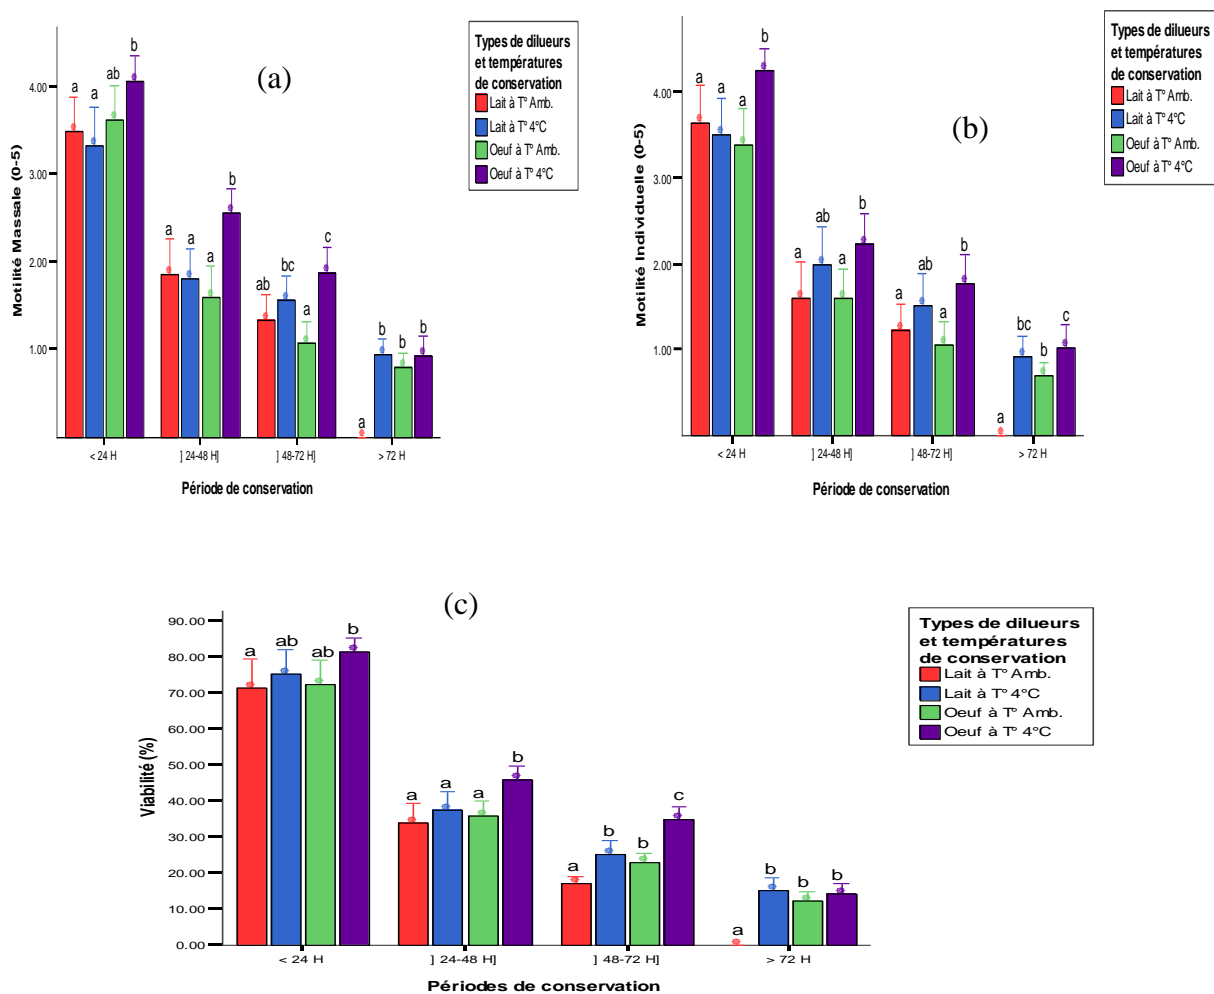 (a)
Motilité Massale (0-5)
4.00
3.00
2.00
1.00
a a ab b
a a a b
ab bc a c
a b b b
< 24 H ] 24-48 H] ] 48-72 H] > 72 H
Période de conservation
Types de dilueurs
et températures
de conservation
Lait à T° Amb.
Lait à T° 4°C
Oeuf à T° Amb.
Oeuf à T° 4°C
(b)
Motilité Individuelle (0-5)
4.00
3.00
2.00
1.00
a a a b
a ab a b
a ab a b
a bc b c
< 24 H ] 24-48 H] ] 48-72 H] > 72 H
Période de conservation
Types de dilueurs
et températures
de conservation
Lait à T° Amb.
Lait à T° 4°C
Oeuf à T° Amb.
Oeuf à T° 4°C
(c)
Viabilité (%)
90.00
80.00
70.00
60.00
50.00
40.00
30.00
20.00
10.00
0.00
a ab ab b
a a a b
a b b c
a b b b
< 24 H ] 24-48 H] ] 48-72 H] > 72 H
Périodes de conservation
Types de dilueurs
et températures
de conservation
Lait à T° Amb.
Lait à T° 4°C
Oeuf à T° Amb.
Oeuf à T° 4°C